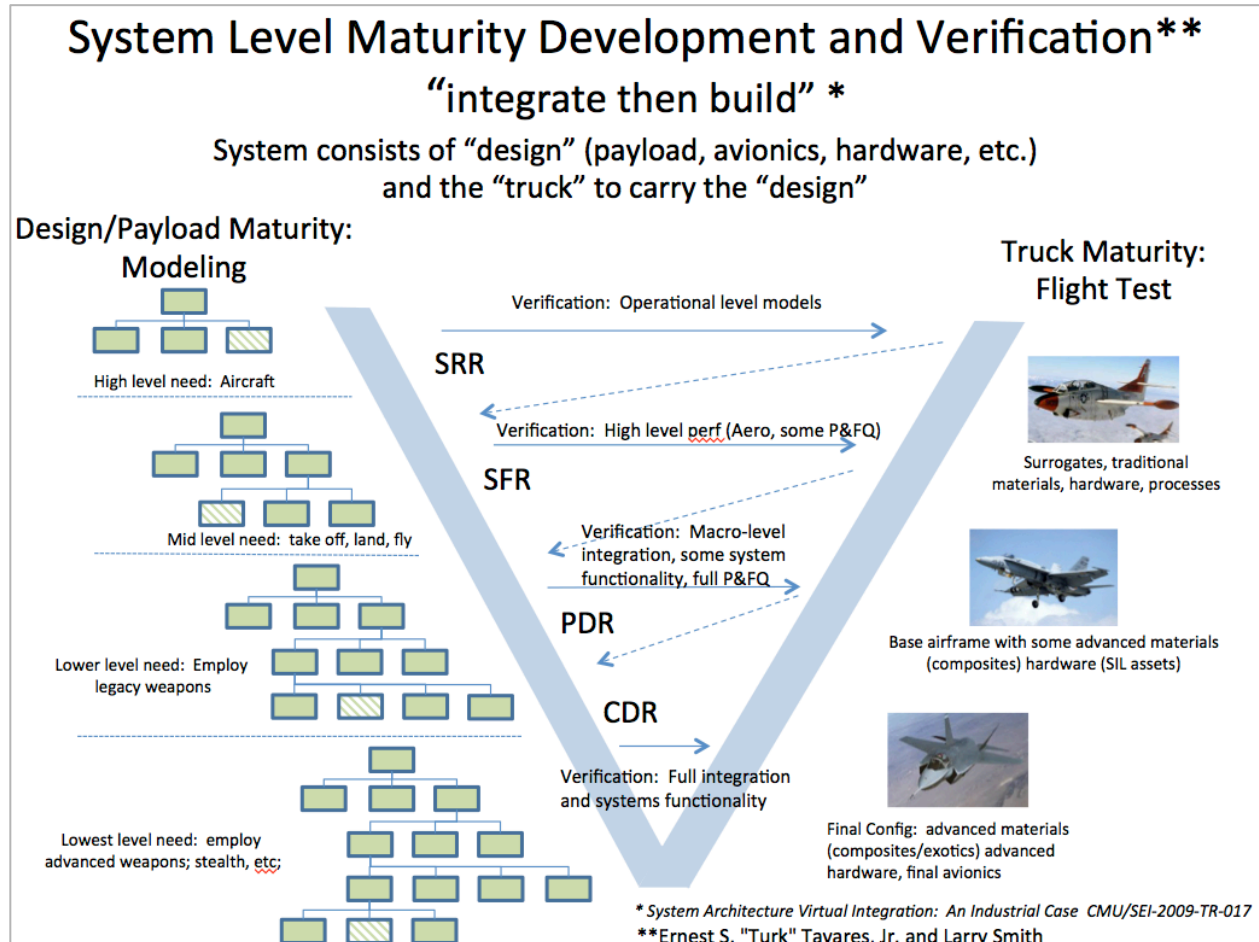 System Level Maturity Development and Verification**
“integrate then build” *
System consists of “design” (payload, avionics, hardware, etc.)
and the “truck” to carry the “design”
Design/Payload Maturity:
Modeling
Truck Maturity:
Flight Test
Verification: Operational level models
SRR
High level need: Aircraft
Verification: High level perf (Aero, some P&FQ)
SFR
Surrogates, traditional
materials, hardware, processes
Mid level need: take off, land, fly
Verification: Macro-level
integration, some system
functionality, full P&FQ
PDR
Base airframe with some advanced materials
(composites) hardware (SIL assets)
Lower level need: Employ
legacy weapons
CDR
Verification: Full integration
and systems functionality
Lowest level need: employ
advanced weapons; stealth, etc;
Final Config: advanced materials
(composites/exotics) advanced
hardware, final avionics
* System Architecture Virtual Integration: An Industrial Case CMU/SEI-2009-TR-017
**Ernest S. "Turk" Tavares, Jr. and Larry Smith